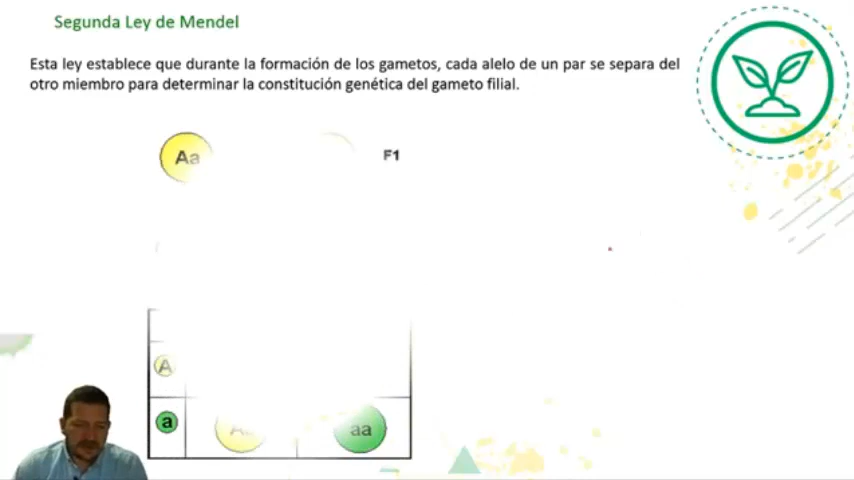 Segunda Ley de Mendel
Esta ley establece que durante la formación de los gametos, cada alelo de un par se separa del
otro miembro para determinar la constitución genética del gameto filial.
Aa
F1
A
a
Aa
aa